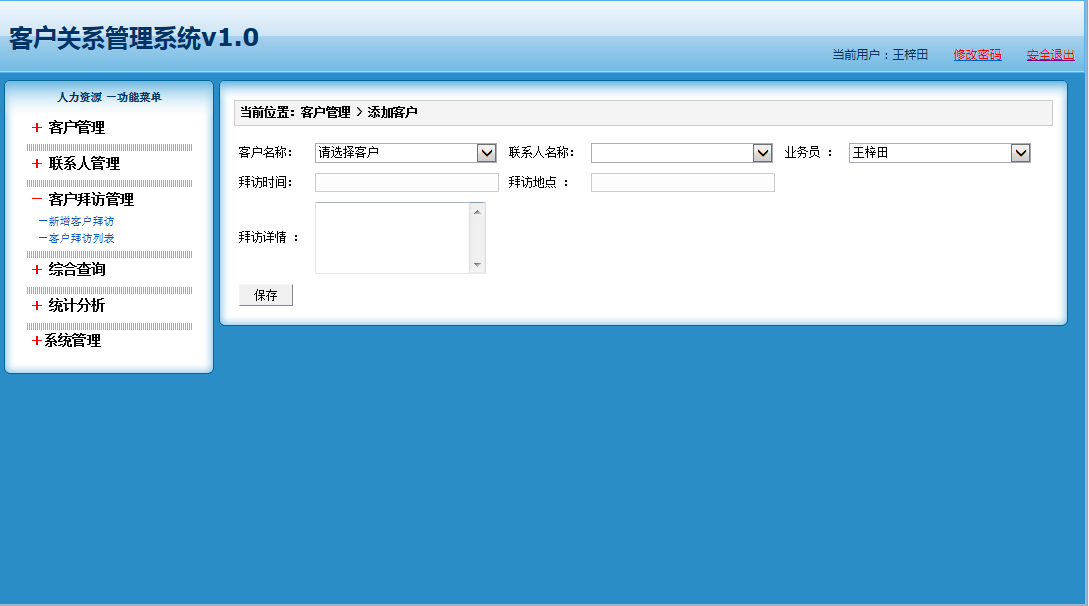 客户关系管理系统v1.0
当前用户：王梓田 修改密码 安全退出
人力资源 －功能菜单
+ 客户管理
+ 联系人管理
－ 客户拜访管理
－新增客户拜访
－客户拜访列表
+ 综合查询
+ 统计分析
+系统管理
当前位置：客户管理 > 添加客户
客户名称： 请选择客户 联系人名称： 业务员 ： 王梓田
拜访时间： 拜访地点 ：
拜访详情 ：
保存